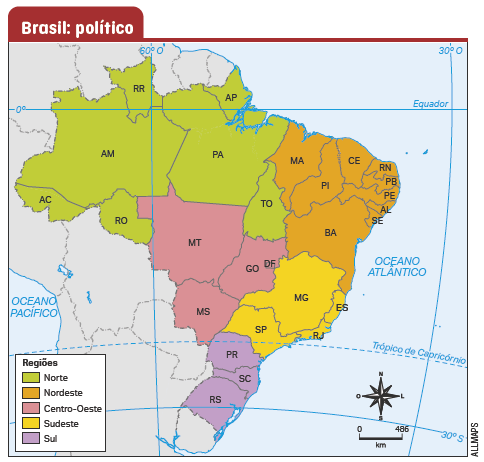 Brasil: político
60° O
30° O
RR
AP
Equador
0°
AM
PA
MA
CE
RN
PB
PE
AL
SE
PI
AC
RO
TO
BA
MT
GO
DF
OCEANO
ATLÂNTICO
OCEANO
PACÍFICO
MG
ES
MS
SP
RJ
Trópico de Capricórnio
PR
SC
RS
Regiões
Norte
Nordeste
Centro-Oeste
Sudeste
Sul
N
O
L
S
0
486
km
30° S
ALLMAPS